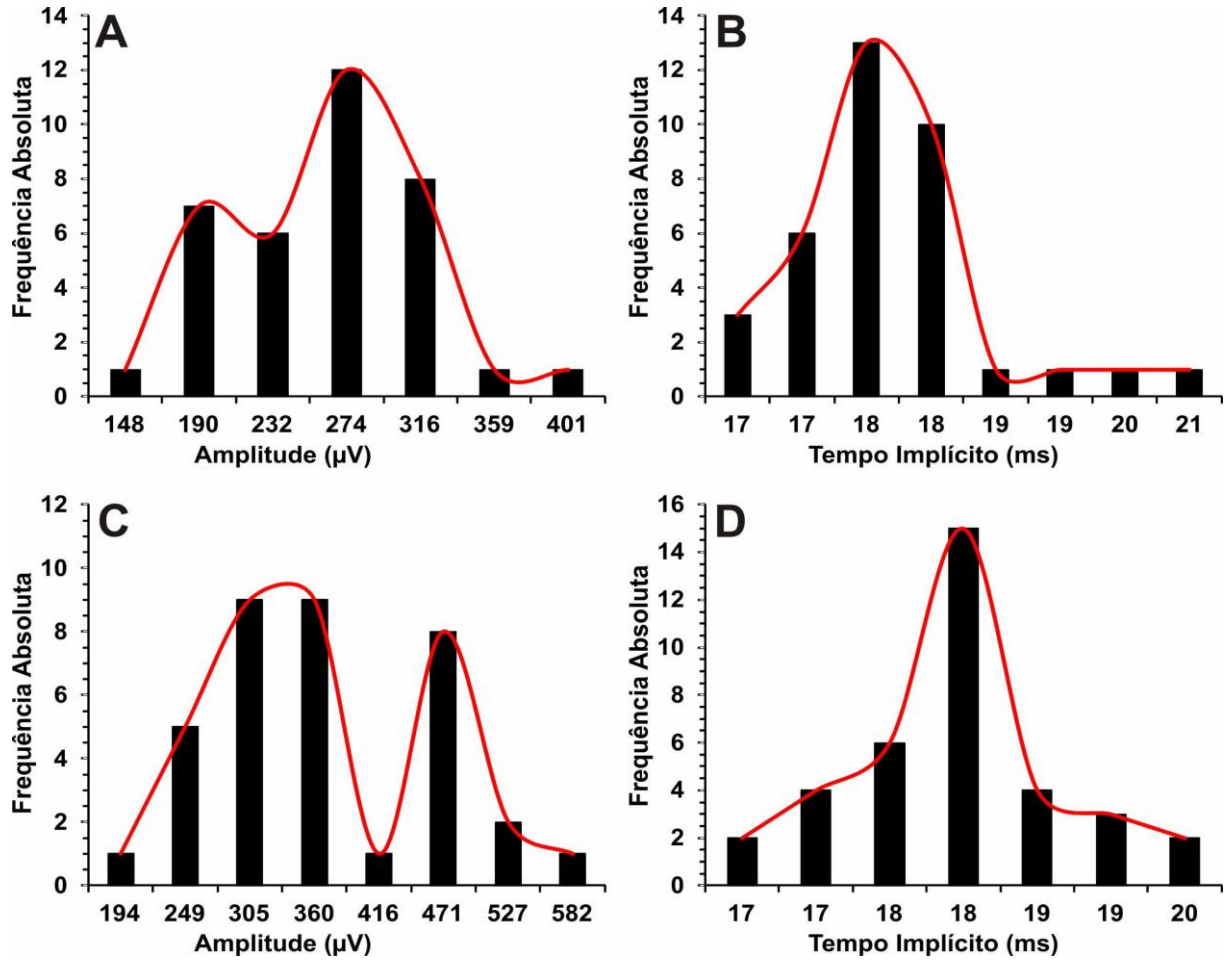 A
Frequência Absoluta
14
12
10
8
6
4
2
0
148 190 232 274 316 359 401
Amplitude (µV)
B
Frequência Absoluta
14
12
10
8
6
4
2
0
17 17 18 18 19 19 20 21
Tempo Implícito (ms)
C
Frequência Absoluta
12
10
8
6
4
2
0
194 249 305 360 416 471 527 582
Amplitude (µV)
D
Frequência Absoluta
16
14
12
10
8
6
4
2
0
17 17 18 18 19 19 20
Tempo Implícito (ms)